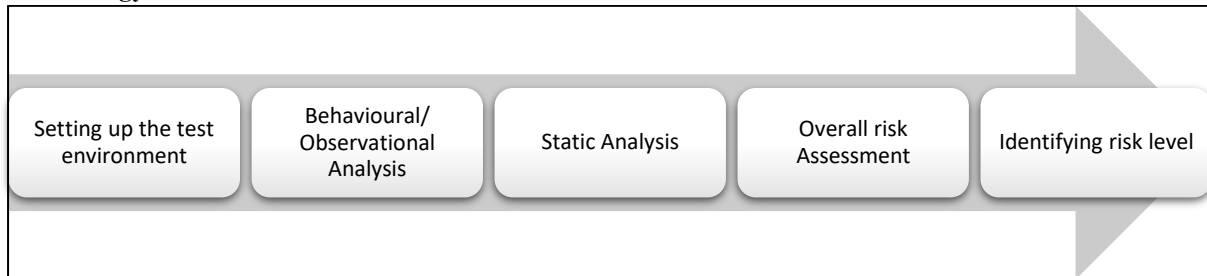 Setting up the test
environment
Behavioural/
Observational
Analysis
Static Analysis
Overall risk
Assessment
Identifying risk level